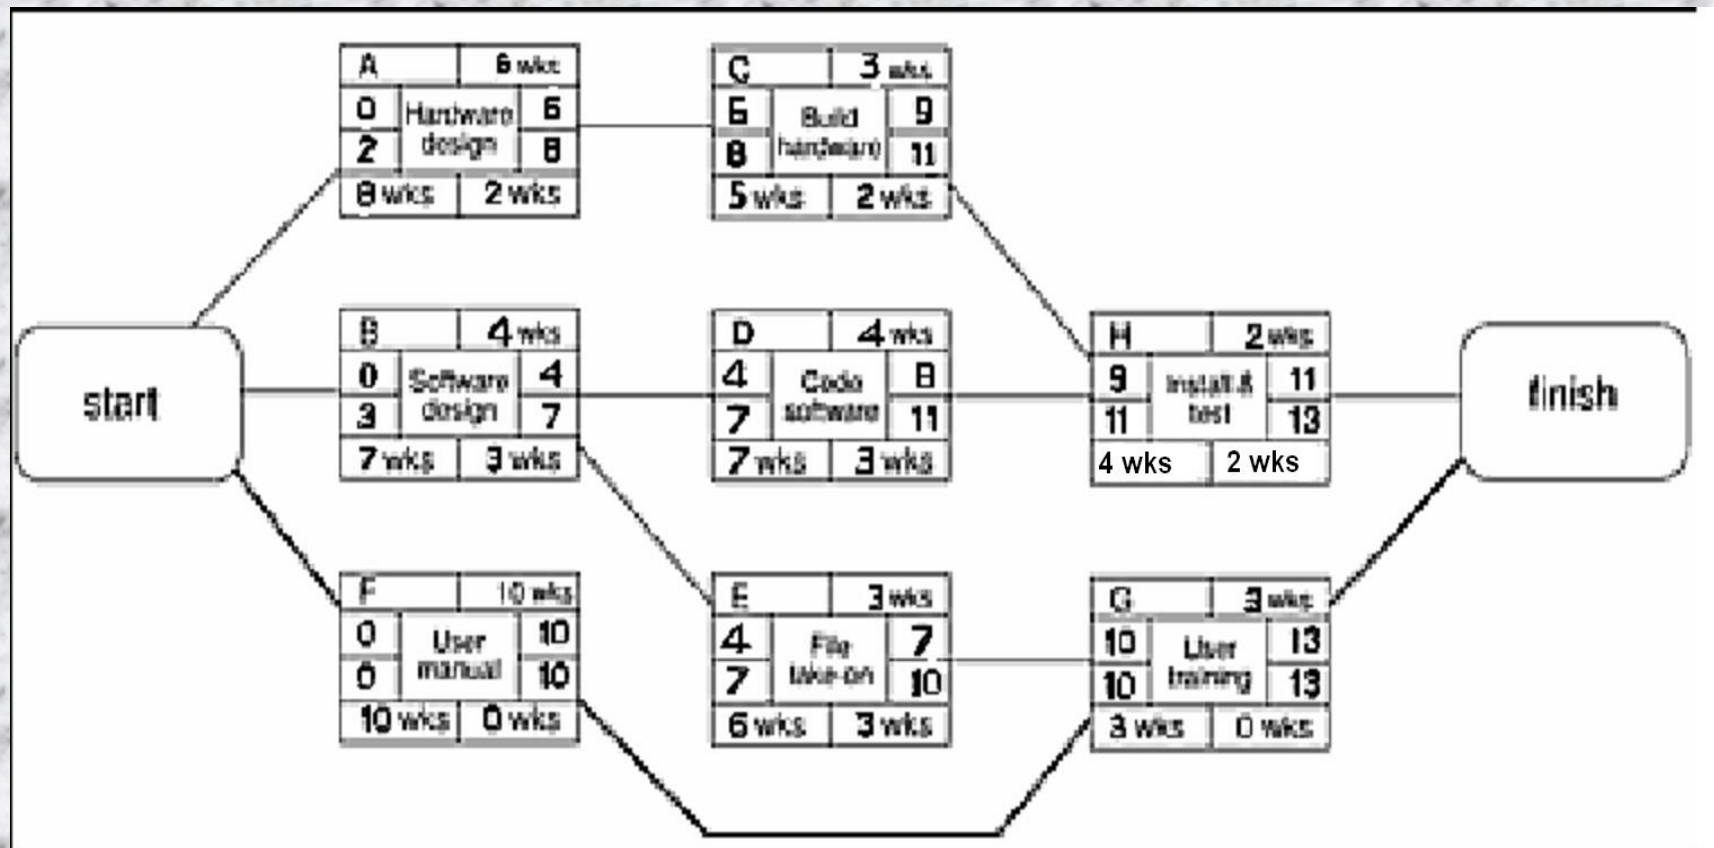 A 6 wks
0 Hardware 6
2 design 8
8 wks 2 wks
C 3 wks
6 Build 9
8 hardware 11
5 wks 2 wks
start
B 4 wks
0 Software 4
3 design 7
7 wks 3 wks
D 4 wks
4 Code 8
7 software 11
7 wks 3 wks
H 2 wks
9 Install & 11
11 test 13
4 wks 2 wks
finish
F 10 wks
0 User 10
0 manual 10
10 wks 0 wks
E 3 wks
4 File 7
7 take-on 10
6 wks 3 wks
G 3 wks
10 User 13
10 training 13
3 wks 0 wks